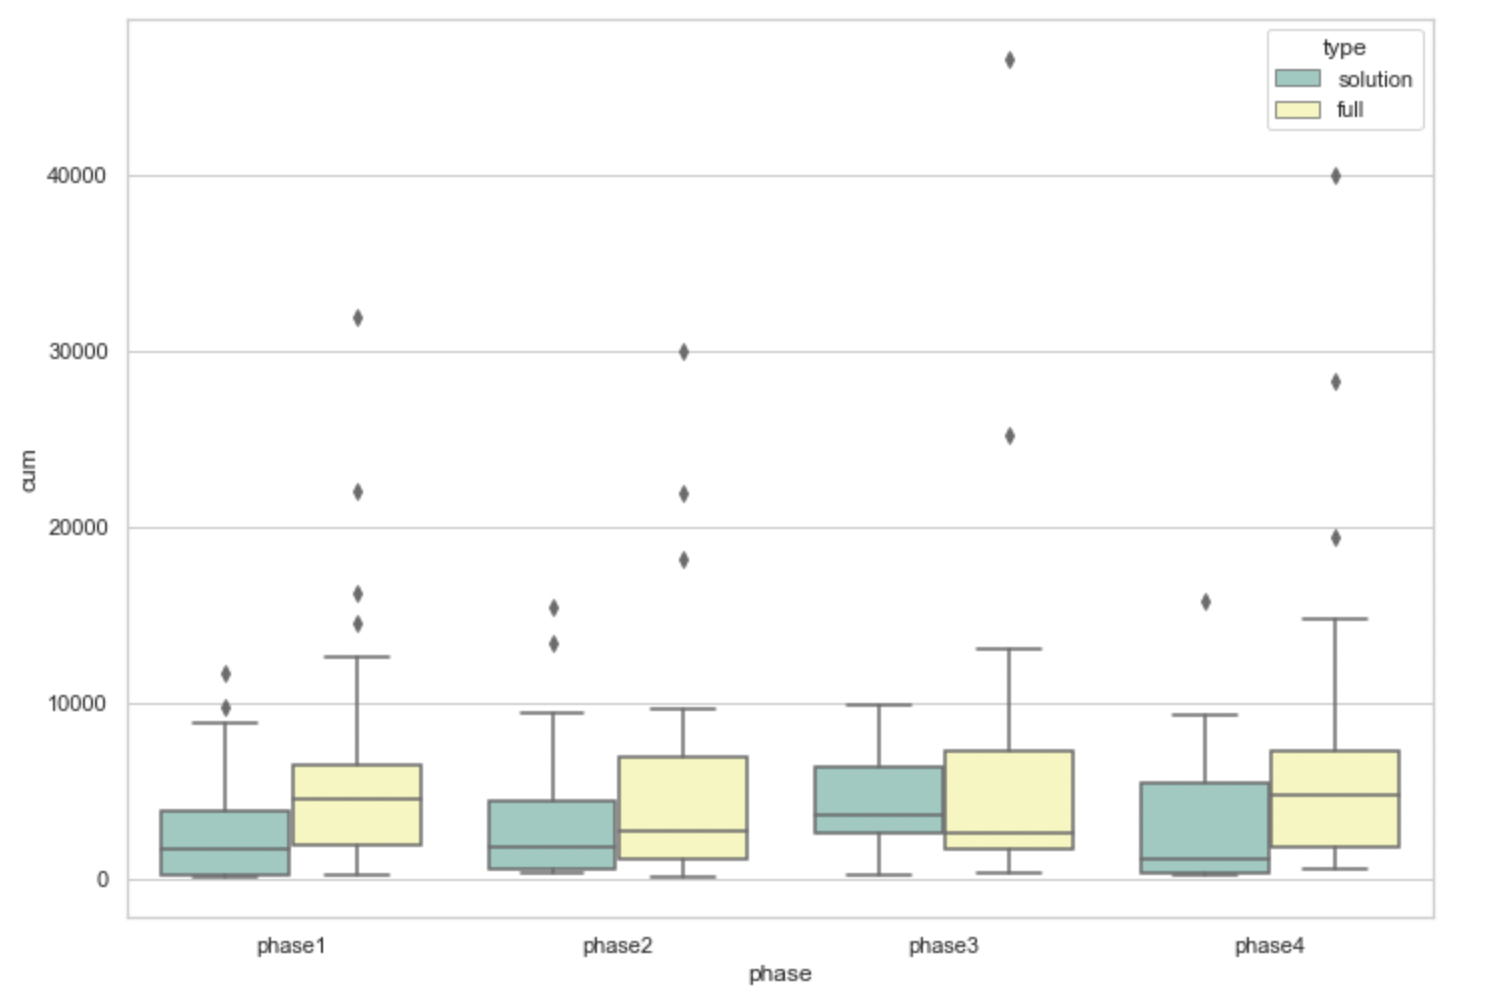 type
solution
full
40000
30000
20000
10000
0
cum
phase1
phase2
phase3
phase4
phase